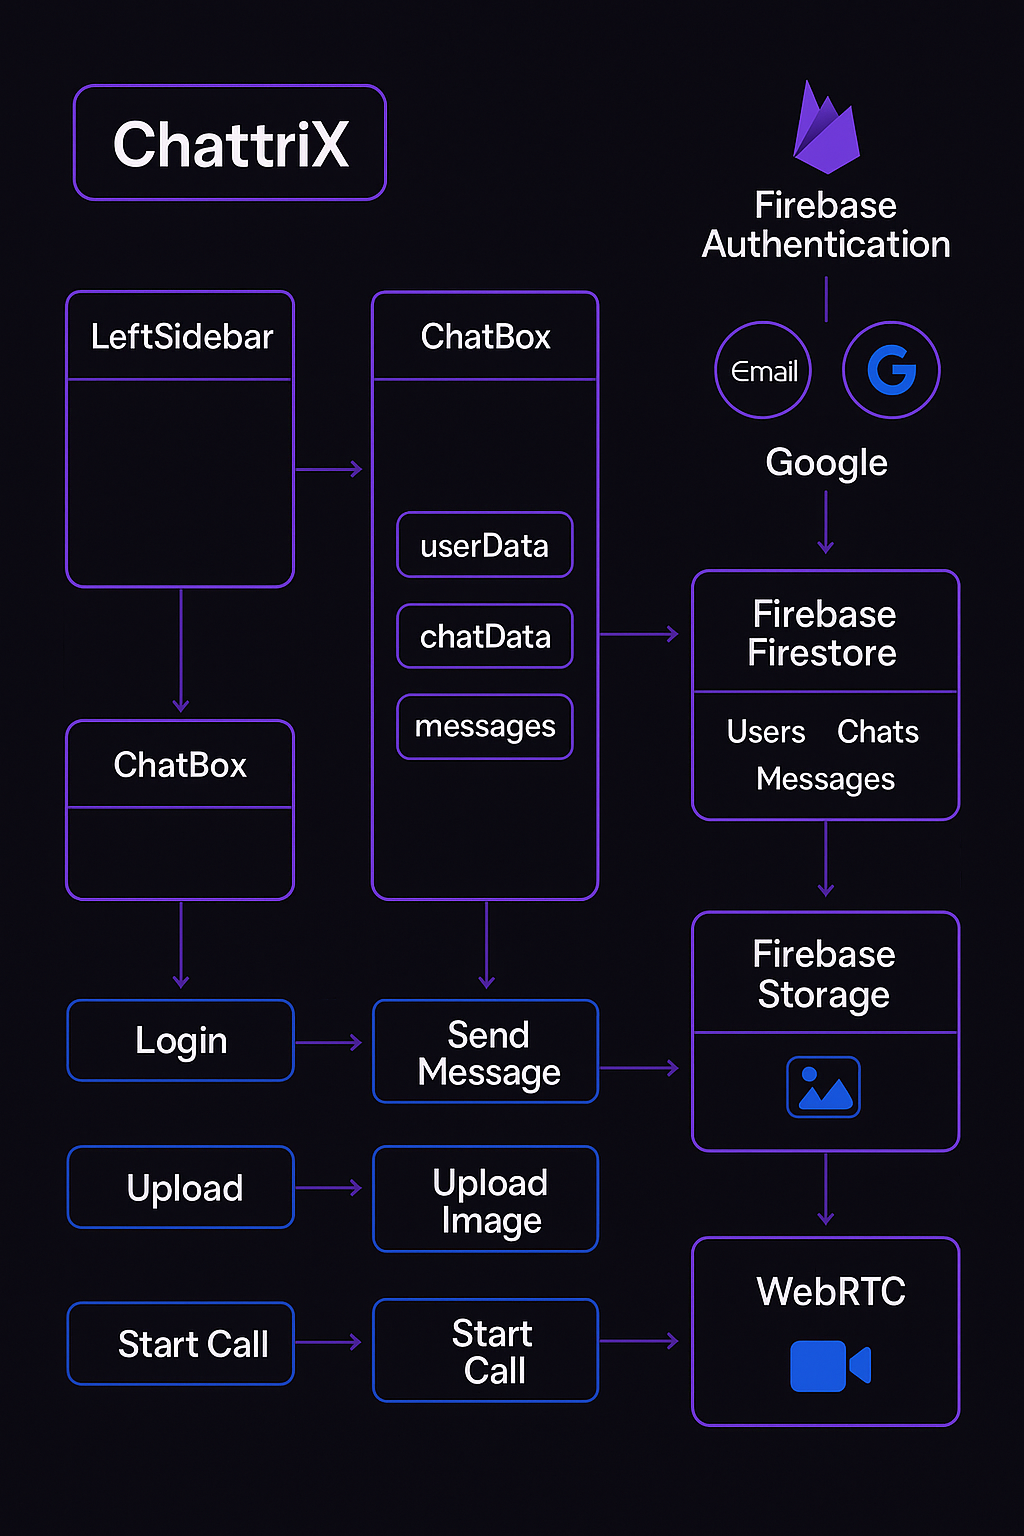 ChattriX
Firebase
Authentication
Email
G
Google
LeftSidebar
ChatBox
userData
chatData
messages
Firebase
Firestore
Users Chats
Messages
ChatBox
Firebase
Storage
Login
Send
Message
Upload
Upload
Image
WebRTC
Start Call
Start
Call